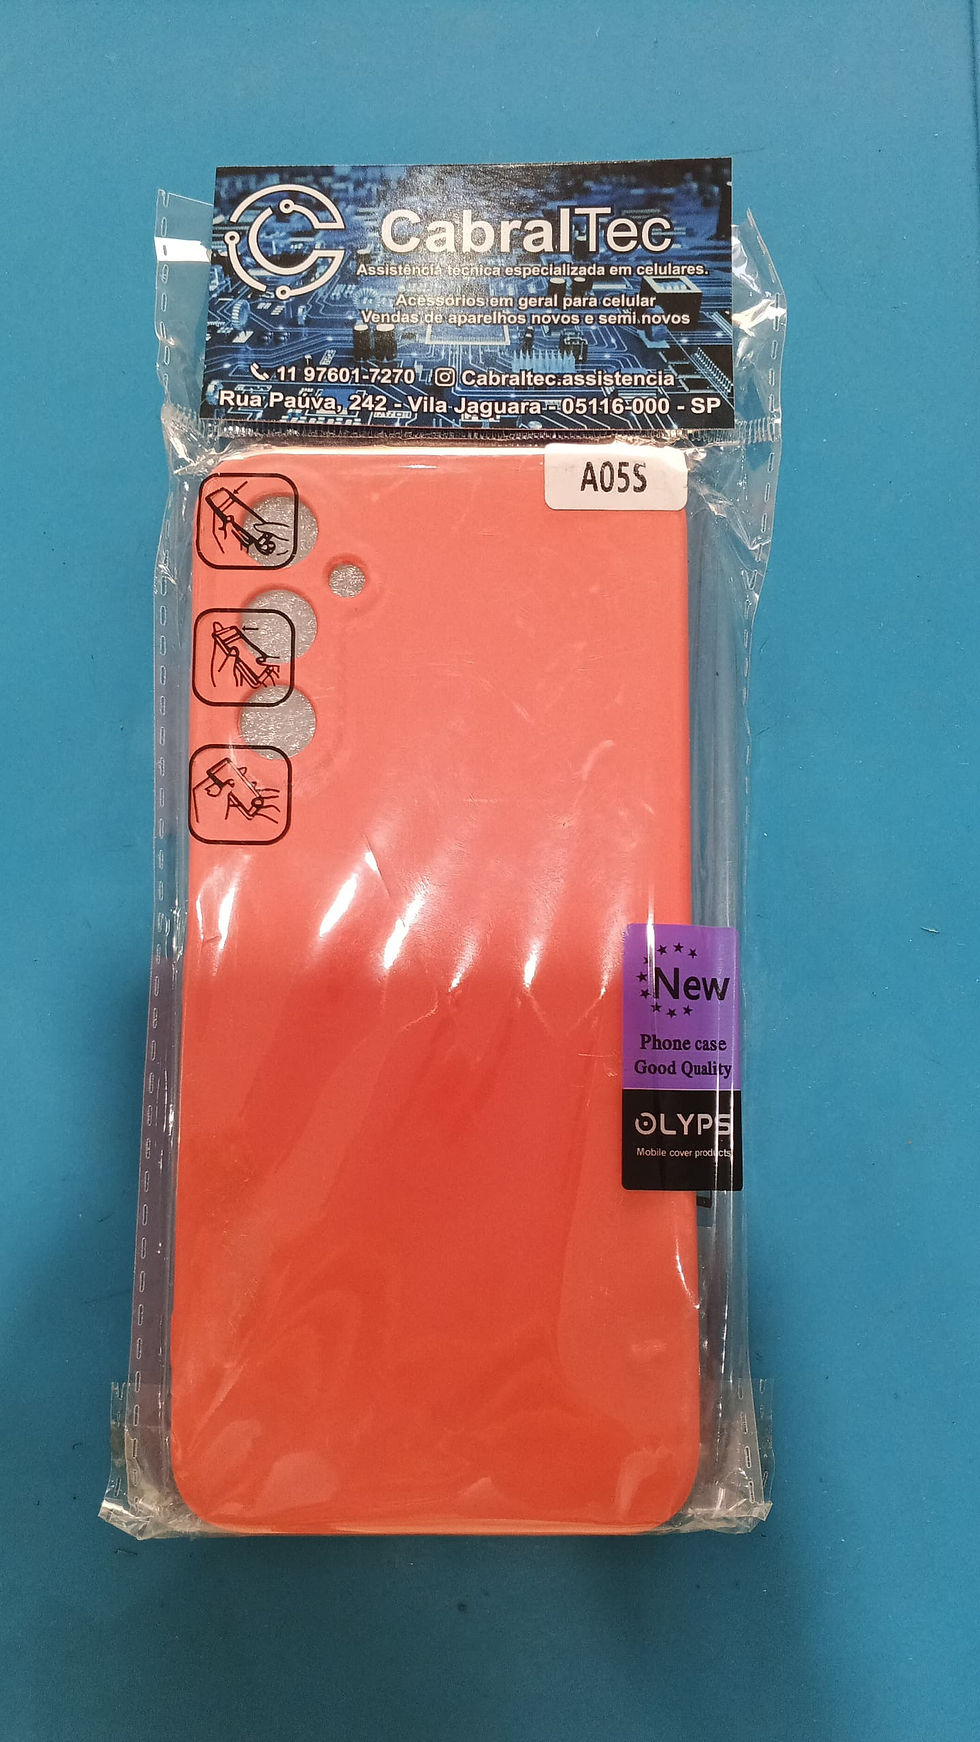 CabralTec
Assistência técnica especializada em celulares.
Acessórios em geral para celular
Vendas de aparelhos novos e semi novos
11 97601-7270 Cabraltec.assistencia
Rua Paúva, 242 - Vila Jaguara - 05116-000 - SP
A05S
New
Phone case
Good Quality
OLYPS
Mobile cover products